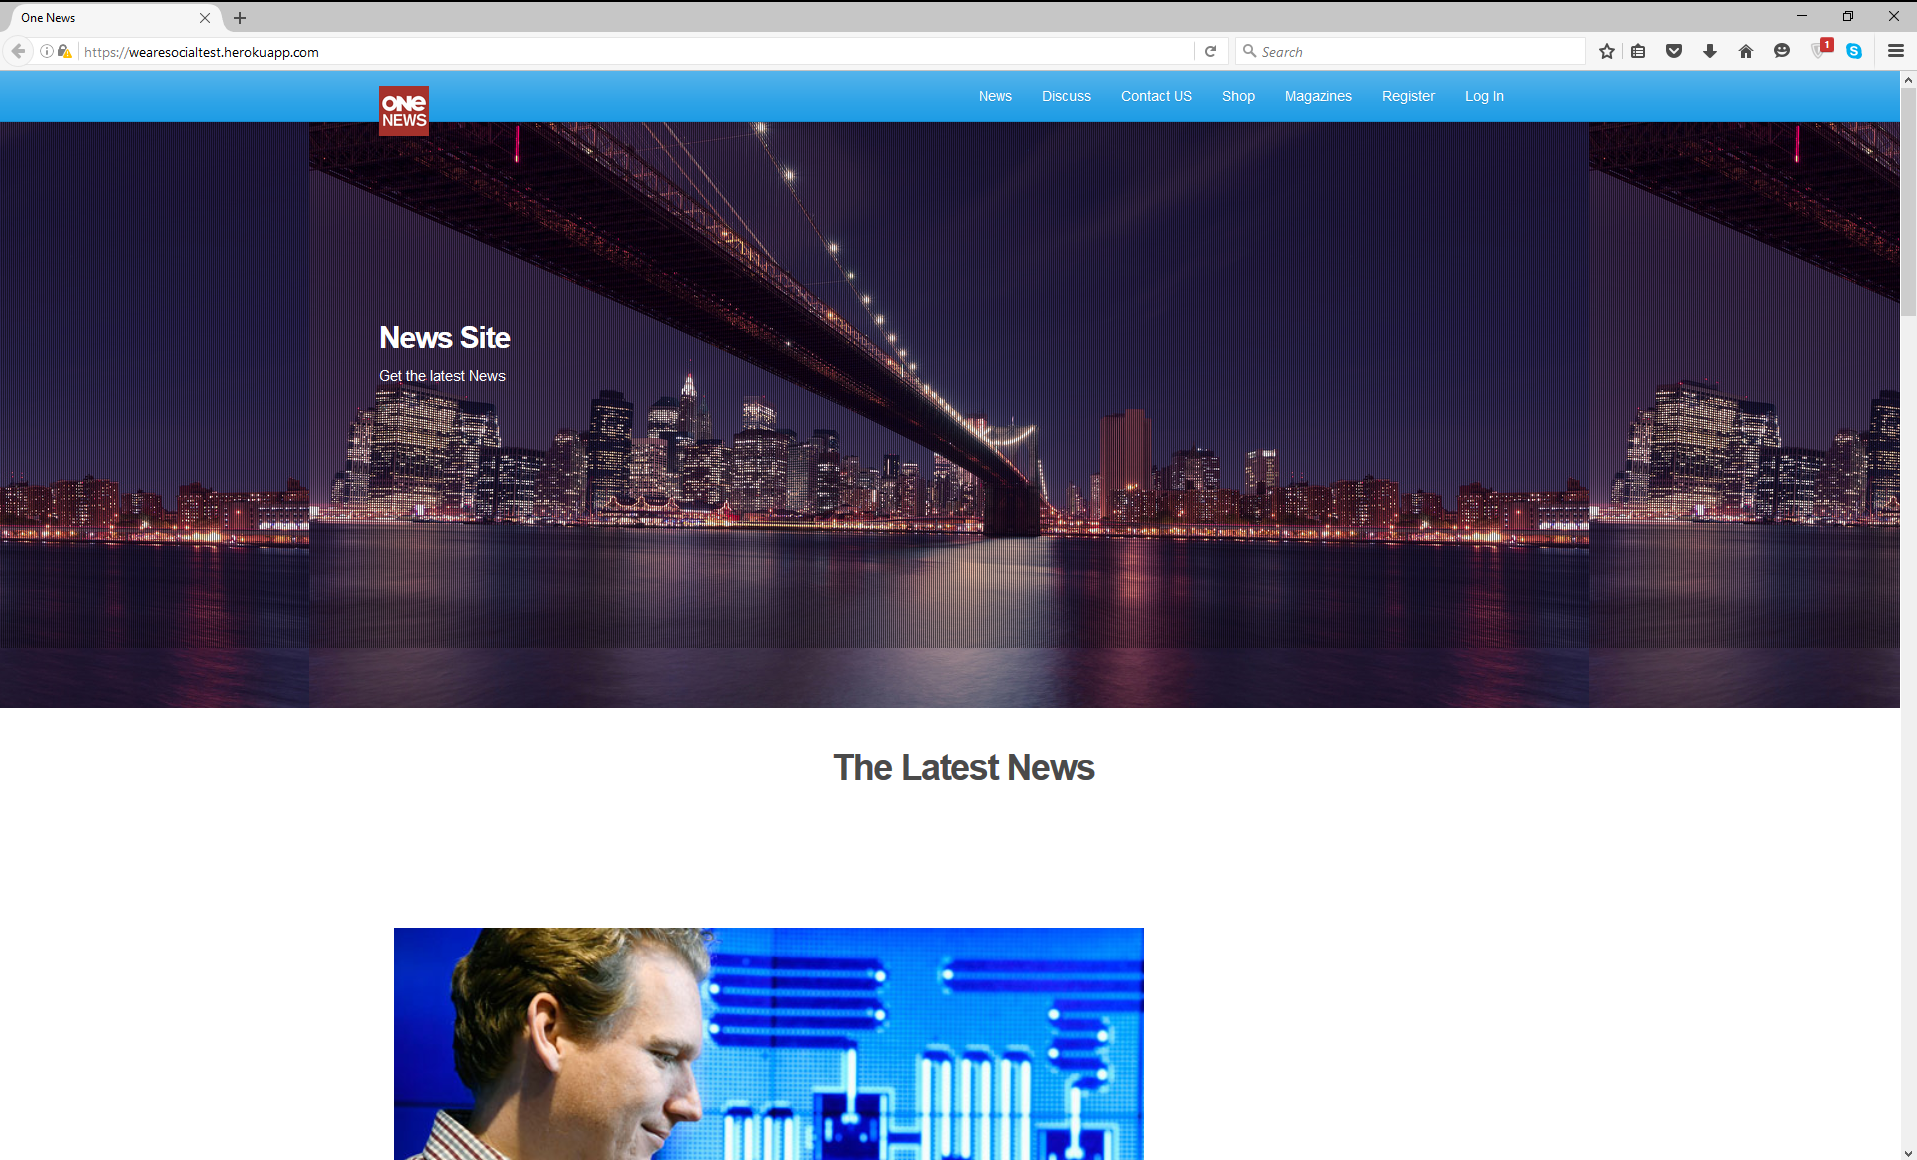 One News
https://wearesocialtest.herokuapp.com
Search
1
S
ONE
NEWS
News Discuss Contact US Shop Magazines Register Log In
News Site
Get the latest News
The Latest News